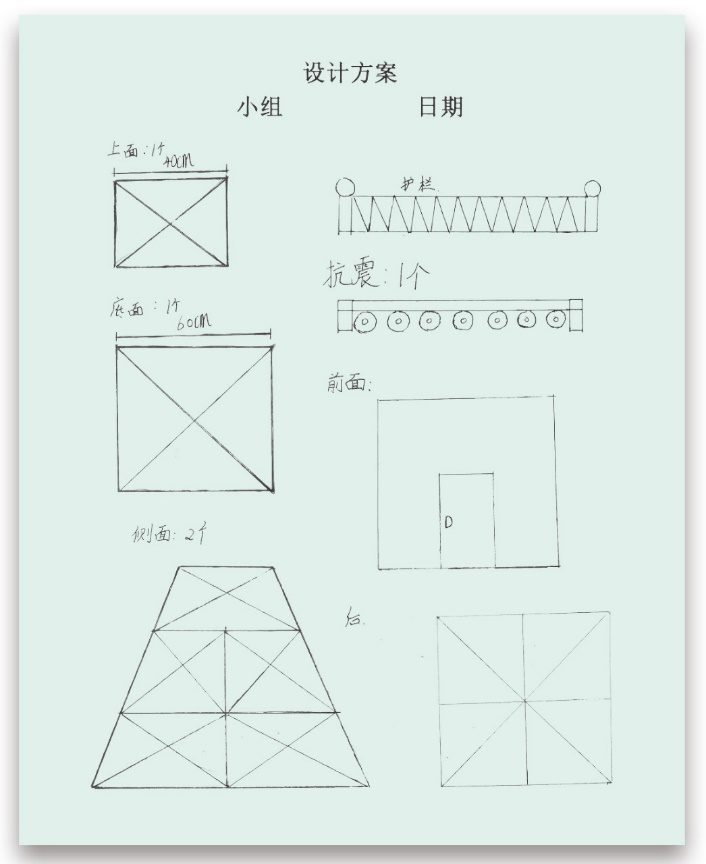 设计方案
小组 日期
上面：1个
40cm
底面：1个
60cm
侧面：2个
护栏
抗震：1个
前面：
D
后